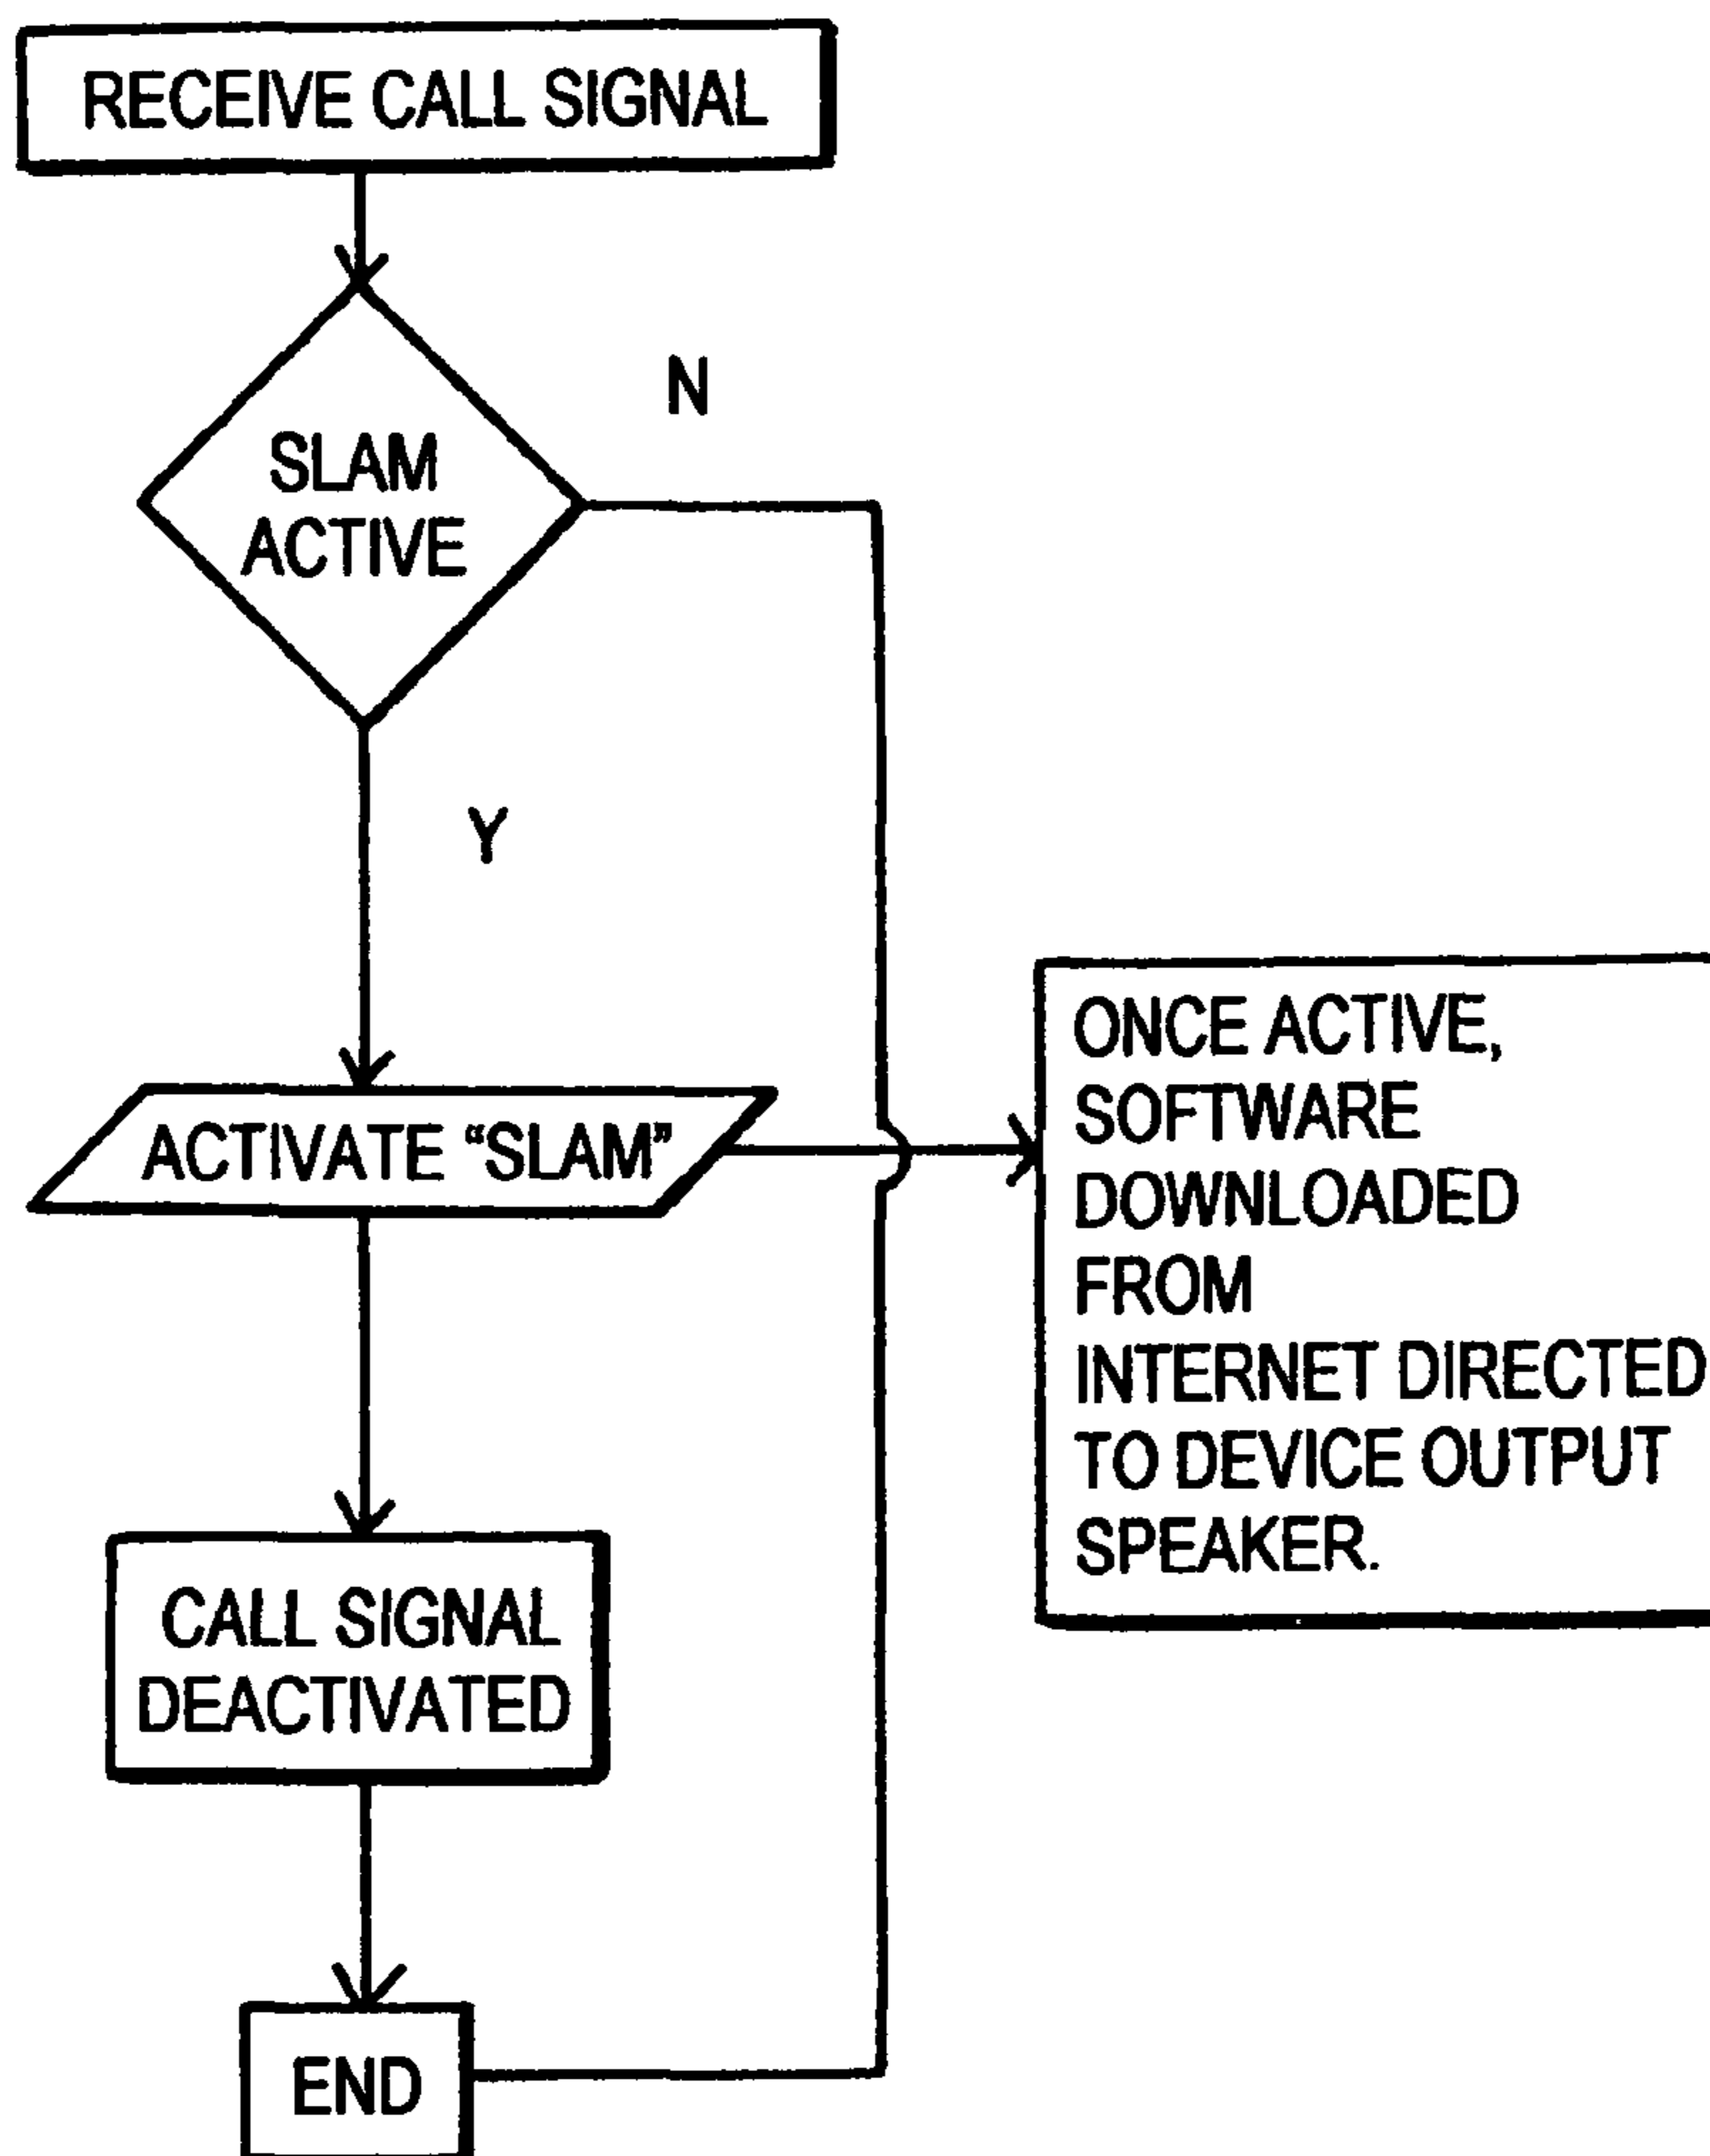 RECEIVE CALL SIGNAL
N
SLAM
ACTIVE
Y
ACTIVATE “SLAM”
ONCE ACTIVE,
SOFTWARE
DOWNLOADED
FROM
INTERNET DIRECTED
TO DEVICE OUTPUT
SPEAKER.
CALL SIGNAL
DEACTIVATED
END